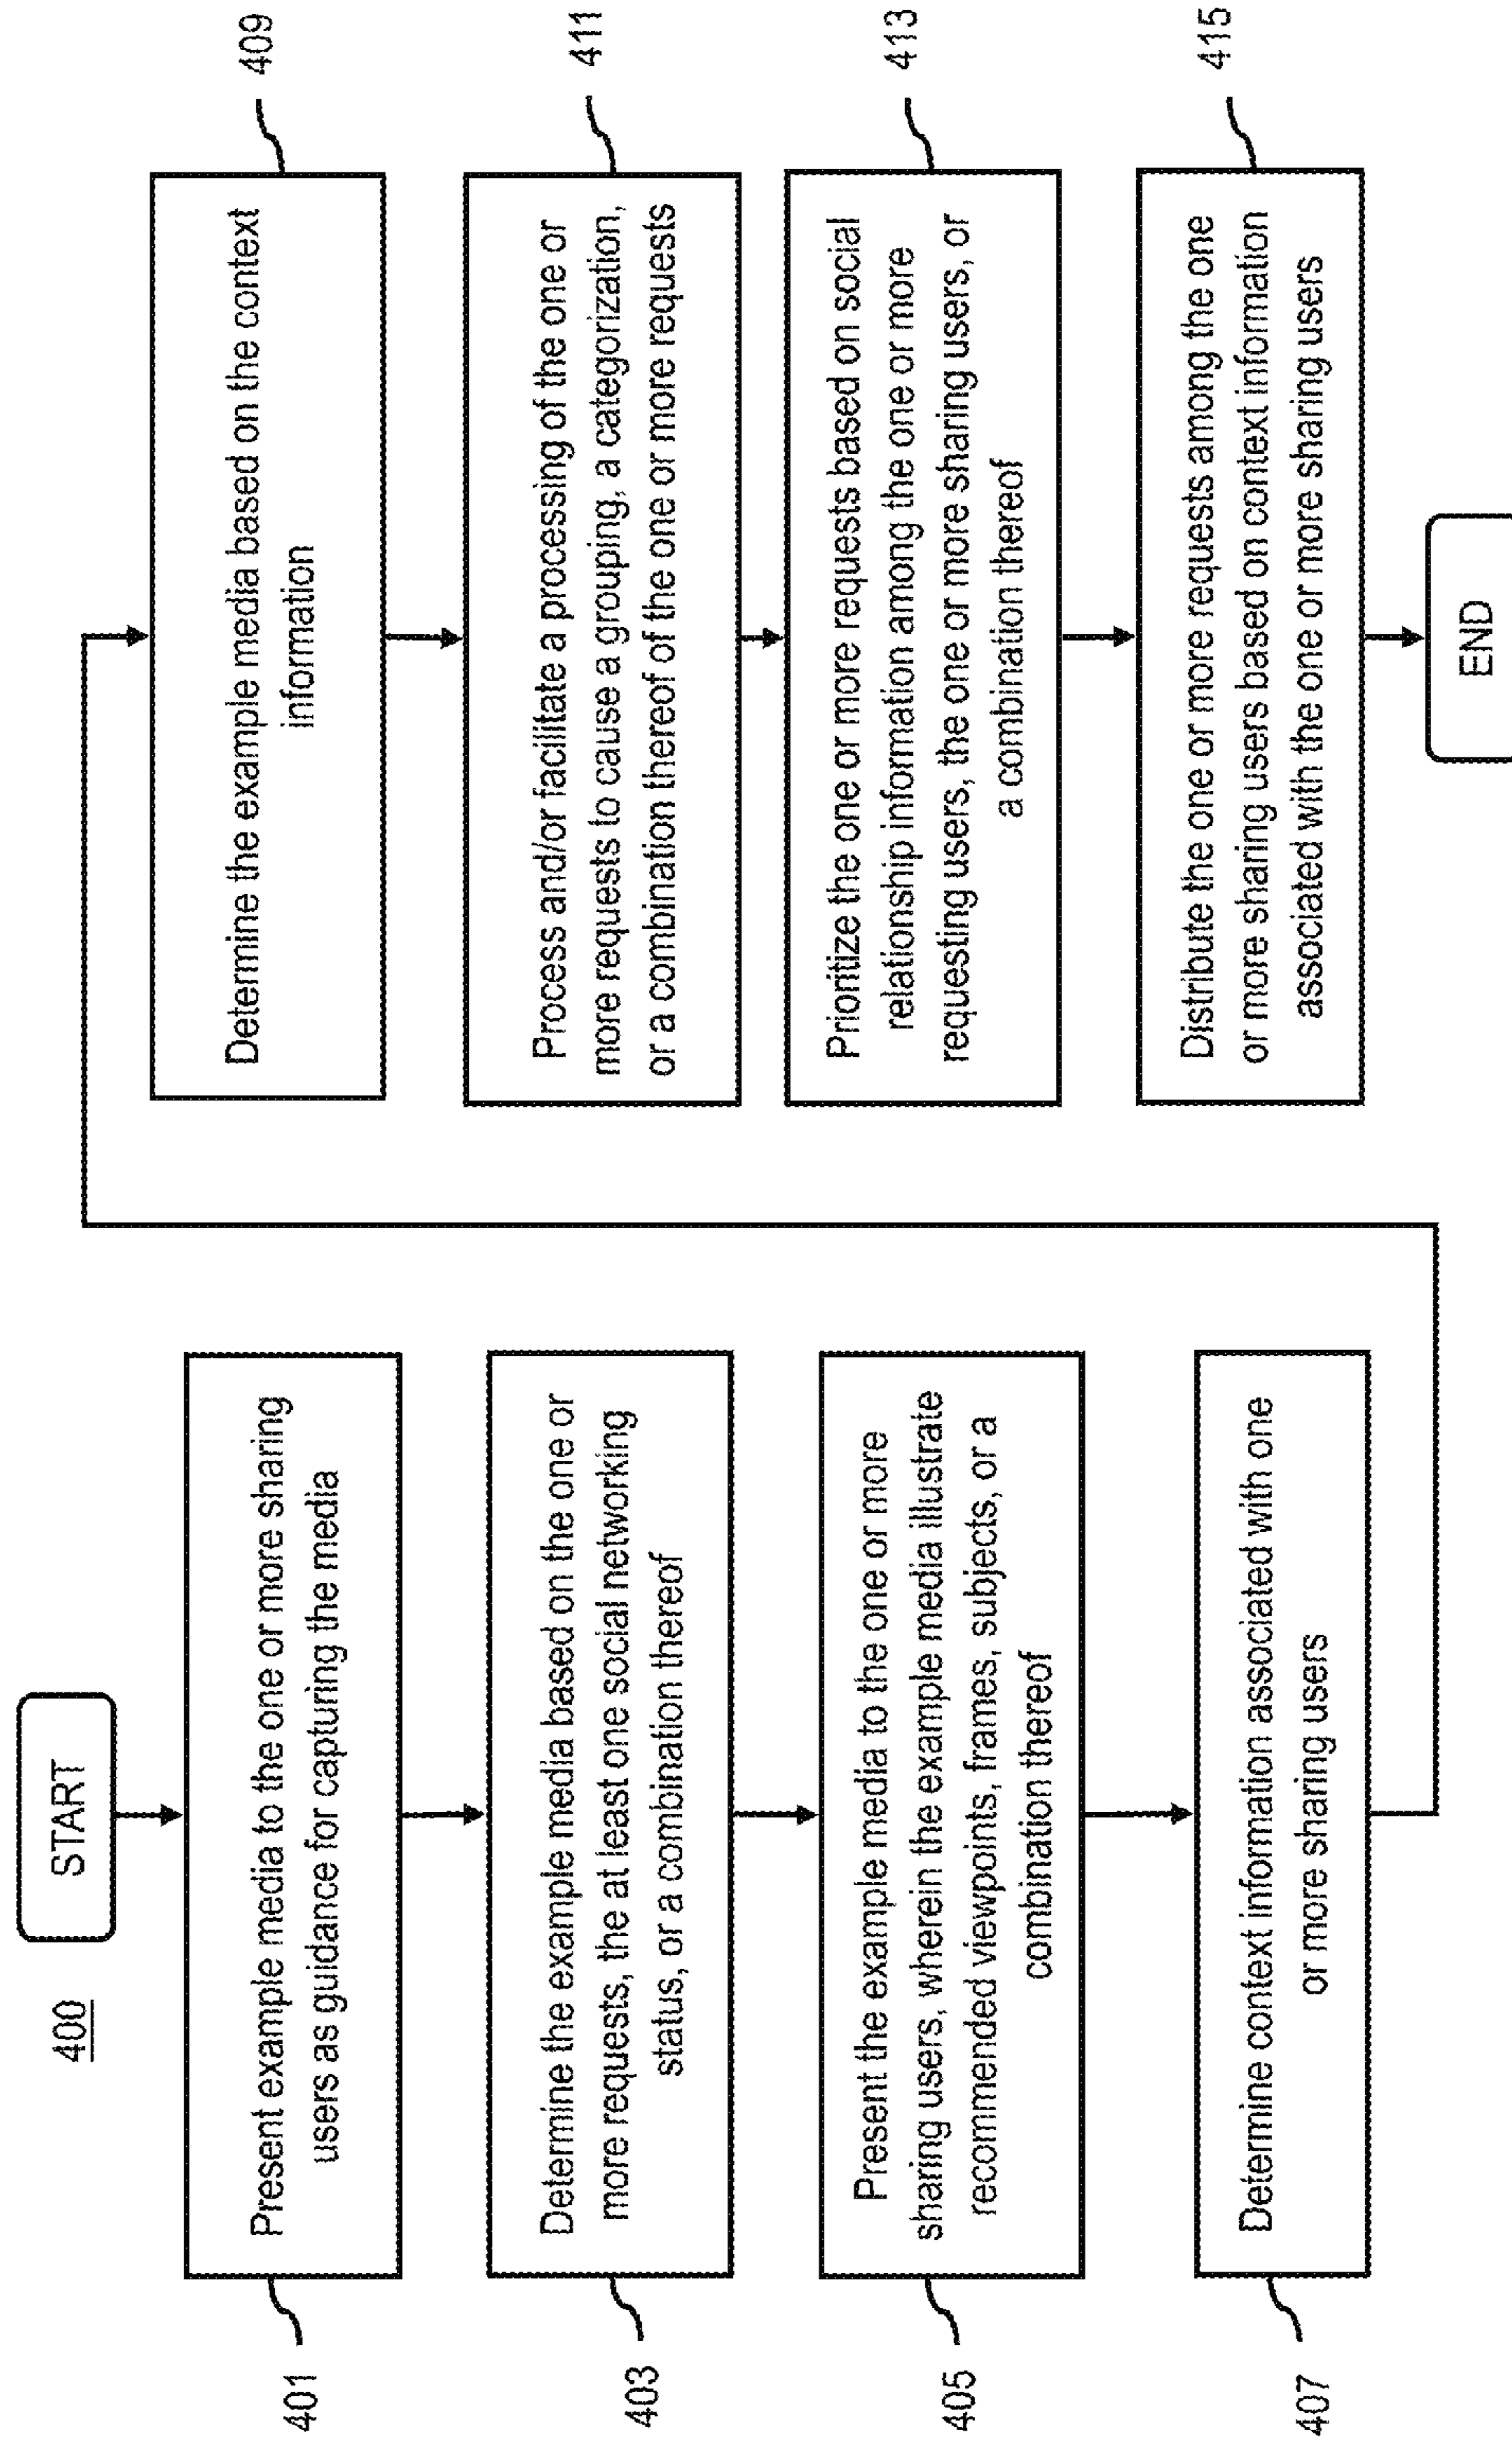 400
START
401
Present example media to the one or more sharing
users as guidance for capturing the media
403
Determine the example media based on the one or
more requests, the at least one social networking
status, or a combination thereof
405
Present the example media to the one or more
sharing users, wherein the example media illustrate
recommended viewpoints, frames, subjects, or a
combination thereof
407
Determine context information associated with one
or more sharing users
409
Determine the example media based on the context
information
411
Process and/or facilitate a processing of the one or
more requests to cause a grouping, a categorization,
or a combination thereof of the one or more requests
413
Prioritize the one or more requests based on social
relationship information among the one or more
requesting users, the one or more sharing users, or
a combination thereof
415
Distribute the one or more requests among the one
or more sharing users based on context information
associated with the one or more sharing users
END